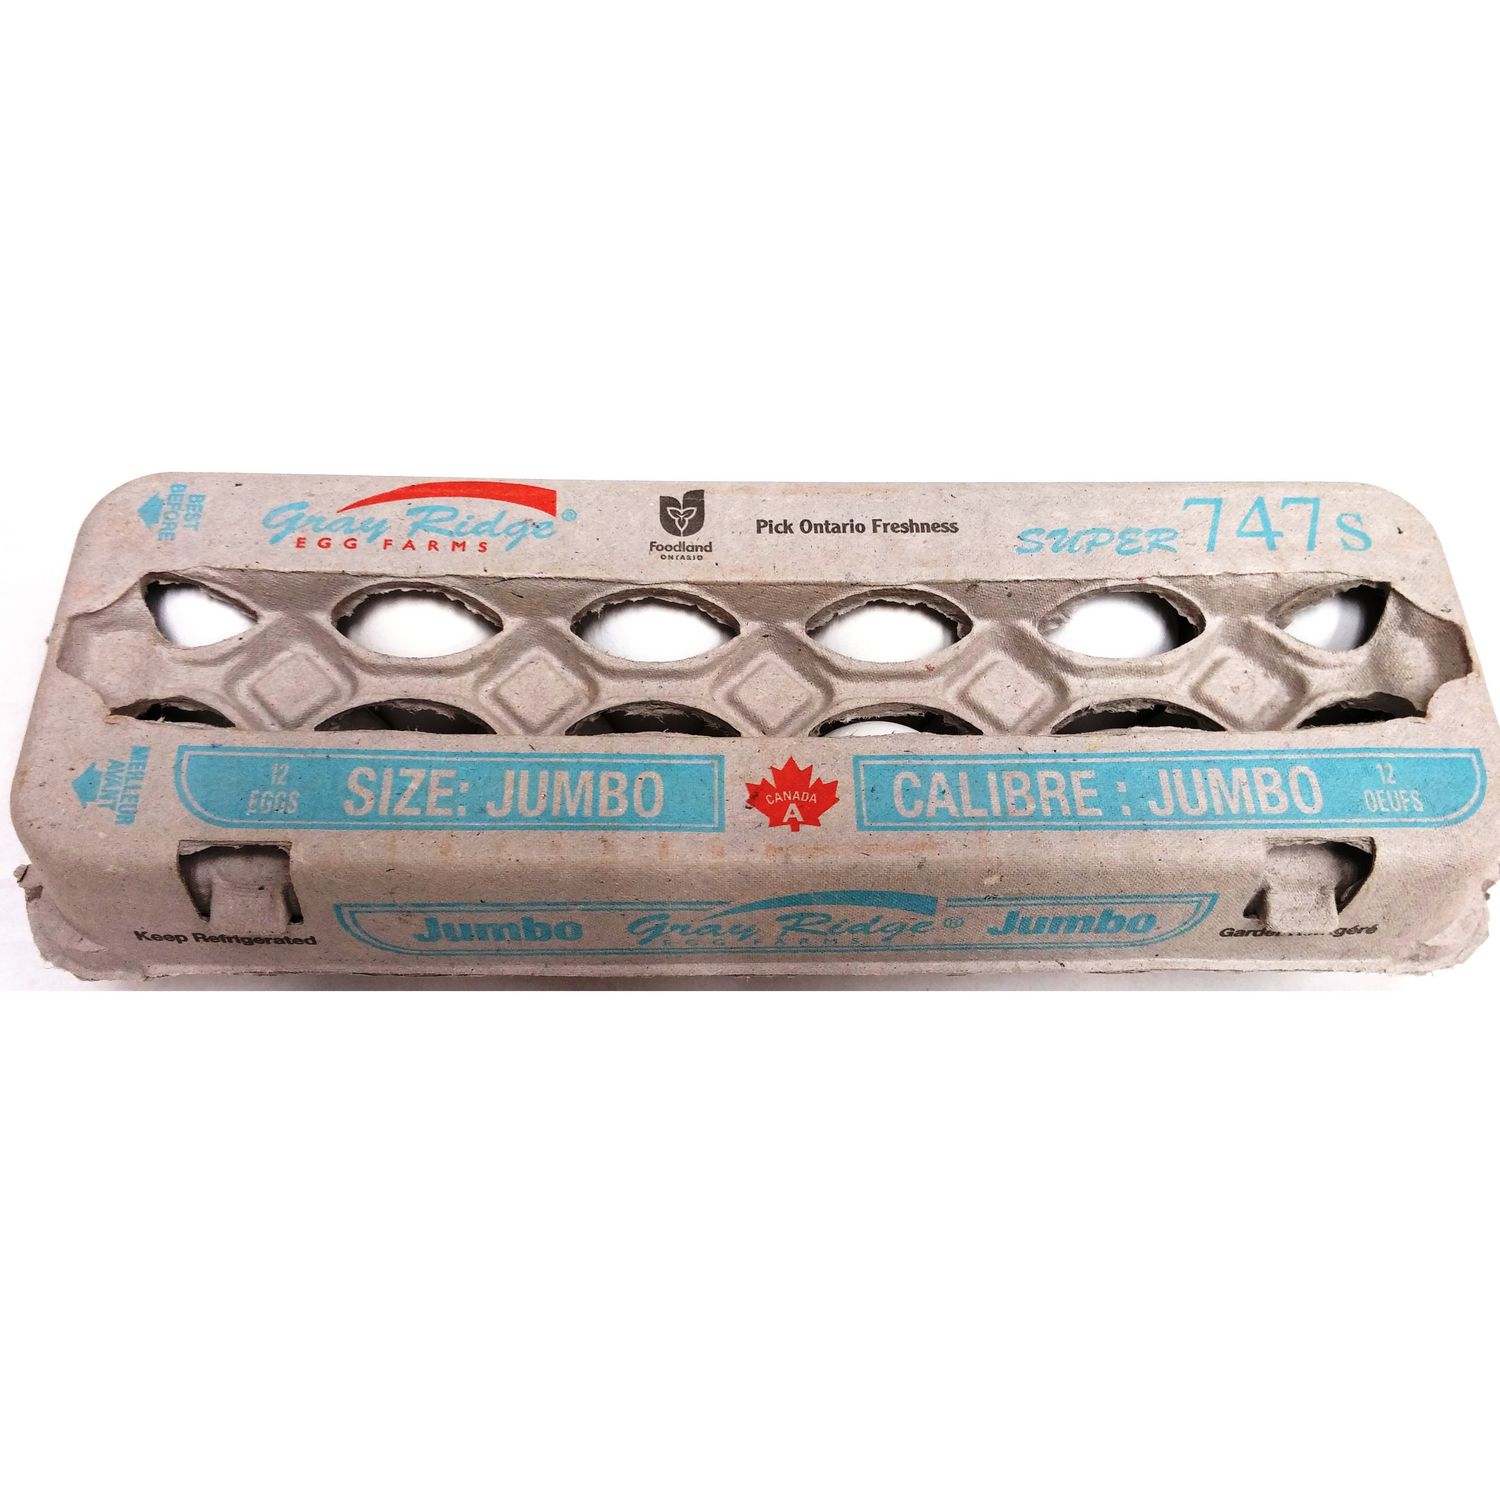 BEST
BEFORE
Gray Ridge®
EGG FARMS
Foodland
ONTARIO
Pick Ontario Freshness
SUPER 747s
MEILLEUR
AVANT
12
EGGS
SIZE: JUMBO
CANADA
A
CALIBRE : JUMBO
12
OEUFS
Keep Refrigerated
Jumbo Gray Ridge® Jumbo
EGG FARMS